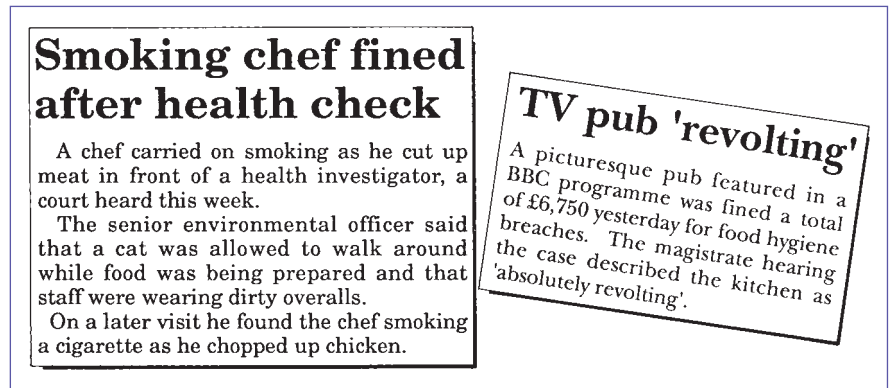 Smoking chef fined
after health check
A chef carried on smoking as he cut up
meat in front of a health investigator, a
court heard this week.
The senior environmental officer said
that a cat was allowed to walk around
while food was being prepared and that
staff were wearing dirty overalls.
On a later visit he found the chef smoking
a cigarette as he chopped up chicken.
TV pub 'revolting'
A picturesque pub featured in a
BBC programme was fined a total
of £6,750 yesterday for food hygiene
breaches. The magistrate hearing
the case described the kitchen as
'absolutely revolting'.